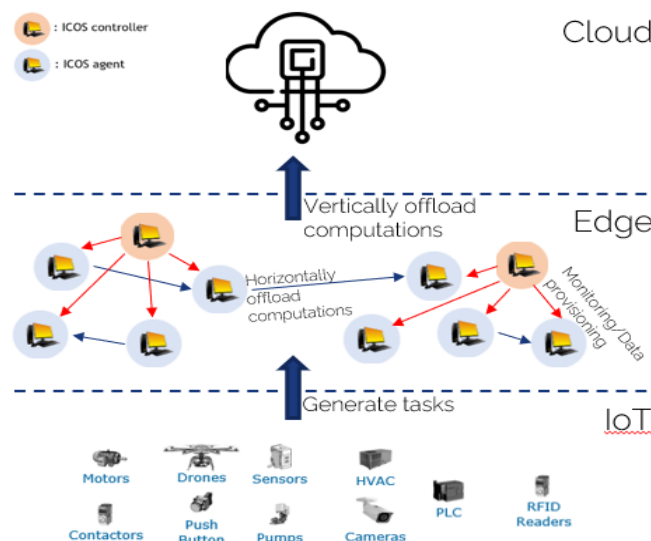 : ICOS controller
: ICOS agent
Cloud
Vertically offload
computations
Edge
Horizontally
offload
computations
Monitoring/Data
provisioning
Generate tasks
IoT
Motors
Drones
Sensors
HVAC
PLC
RFID
Readers
Contactors
Push
Button
Pumps
Cameras